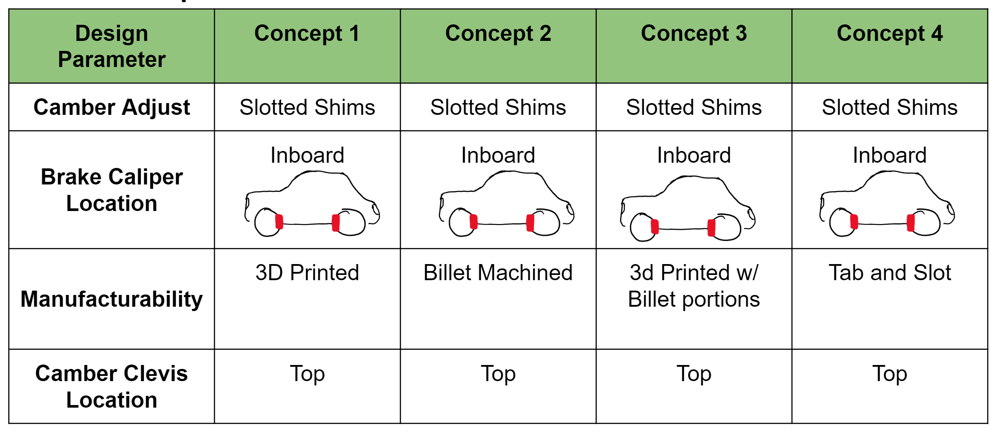 Design Concept 1 Concept 2 Concept 3 Concept 4
Parameter
Camber Adjust Slotted Shims Slotted Shims Slotted Shims Slotted Shims
Inboard Inboard Inboard Inboard
Brake Caliper
Location
3D Printed Billet Machined 3d Printed w/ Tab and Slot
Manufacturability Billet portions
Camber Clevis Top Top Top Top
Location